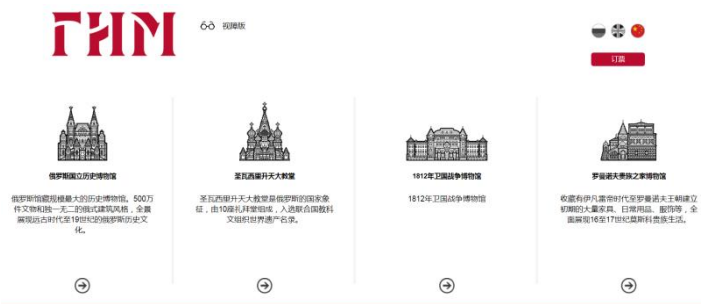 ГИМ
视障版
订票
俄罗斯国立历史博物馆
俄罗斯馆藏规模最大的历史博物馆。500万
件文物和独一无二的俄式建筑风格，全景
展现远古时代至19世纪的俄罗斯历史文
化。
圣瓦西里升天大教堂
圣瓦西里升天大教堂是俄罗斯的国家象
征，由10座礼拜堂组成，入选联合国教科
文组织世界遗产名录。
1812年卫国战争博物馆
1812年卫国战争博物馆
罗曼诺夫贵族之家博物馆
收藏有伊凡雷帝时代至罗曼诺夫王朝建立
初期的大量家具、日常用品、服饰等，全
面展现16至17世纪莫斯科贵族生活。